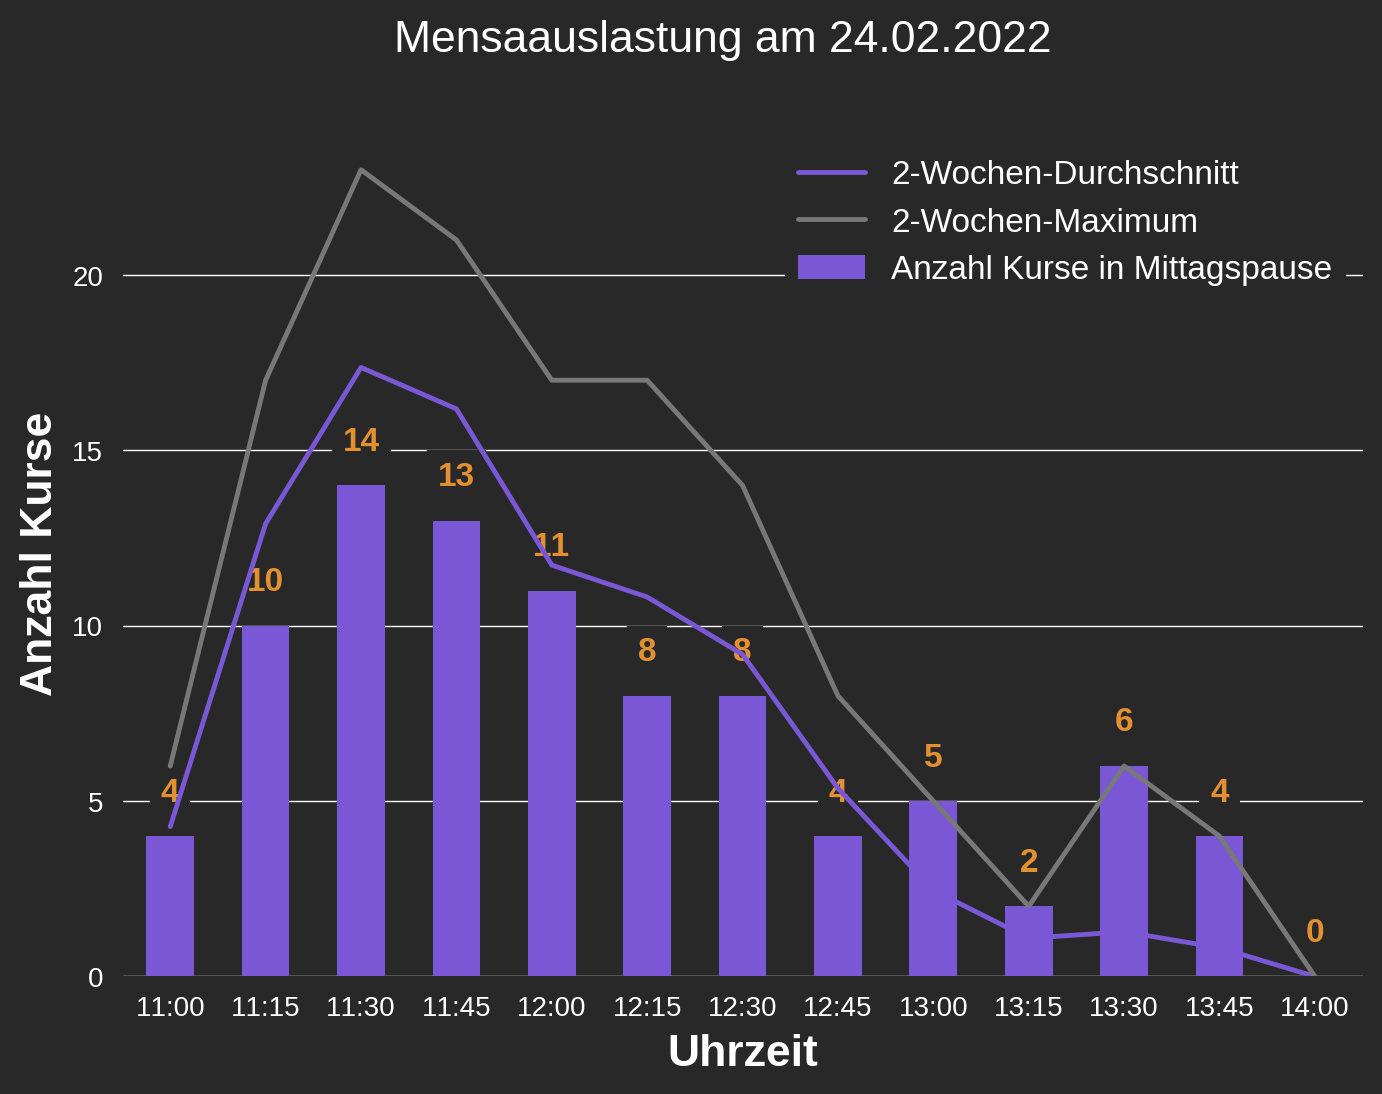 Mensaauslastung am 24.02.2022
2-Wochen-Durchschnitt
2-Wochen-Maximum
Anzahl Kurse in Mittagspause
Anzahl Kurse
20
15
10
5
0
4
10
14
13
11
8
8
4
5
2
6
4
0
11:00 11:15 11:30 11:45 12:00 12:15 12:30 12:45 13:00 13:15 13:30 13:45 14:00
Uhrzeit